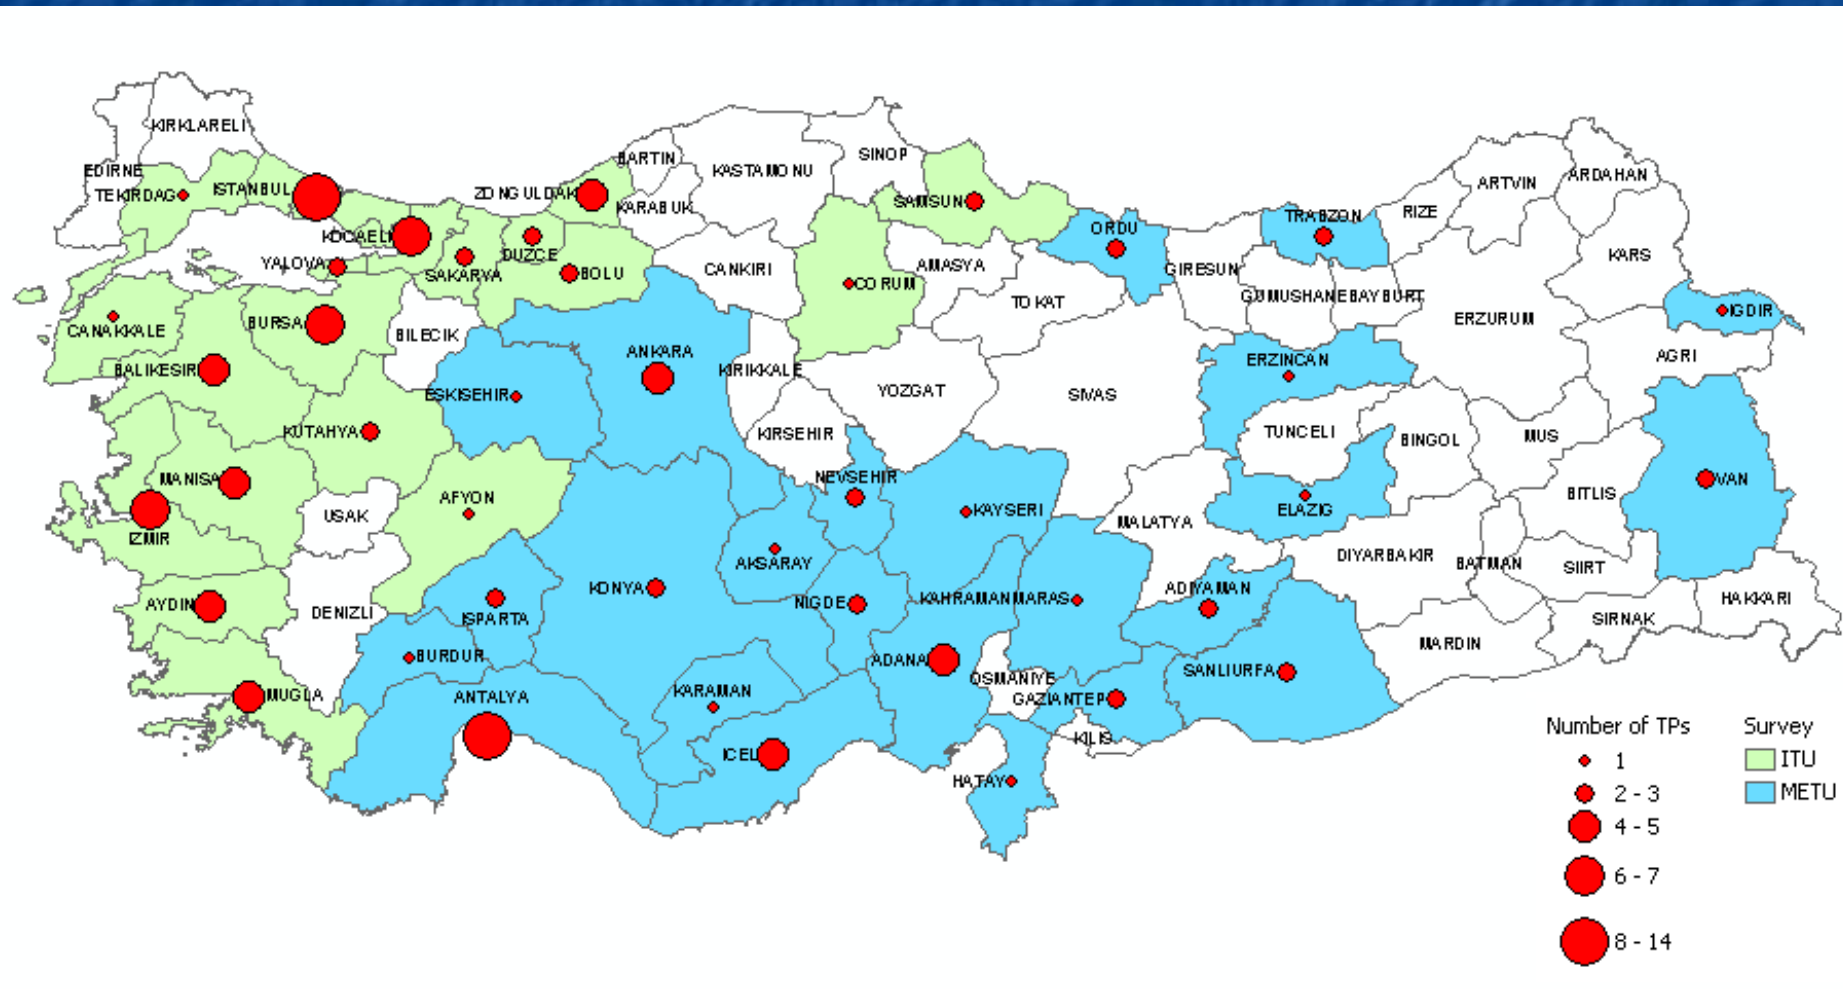 KIRKLARELI
EDIRNE
TEKIRDAG
ISTANBUL
KOCAELI
YALOVA
SAKARYA
DUZCE
ZONGULDAK
BOLU
BARTIN
KARABUK
KASTAMONU
SINOP
CANKIRI
SAMSUN
CORUM
AMASYA
TOKAT
ORDU
GIRESUN
TRABZON
GUMUSHANE
BAYBURT
RIZE
ARTVIN
ARDAHAN
KARS
IGDIR
AGRI
ERZURUM
ERZINCAN
CANAKKALE
BALIKESIR
BURSA
BILECIK
ESKISEHIR
ANKARA
KIRIKKALE
YOZGAT
SIVAS
KIRSEHIR
TUNCELI
BINGOL
MUS
KUTAHYA
MANISA
IZMIR
USAK
AFYON
NEVSEHIR
KAYSERI
MALATYA
ELAZIG
BITLIS
VAN
AYDIN
DENIZLI
ISPARTA
KONYA
AKSARAY
NIGDE
KAHRAMANMARAS
ADIYAMAN
DIYARBAKIR
BATMAN
SIIRT
SIRNAK
HAKKARI
MARDIN
MUGLA
BURDUR
ANTALYA
KARAMAN
ICEL
ADANA
OSMANIYE
GAZIANTEP
SANLIURFA
KILIS
HATAY
Number of TPs
1
2 - 3
4 - 5
6 - 7
8 - 14
Survey
ITU
METU